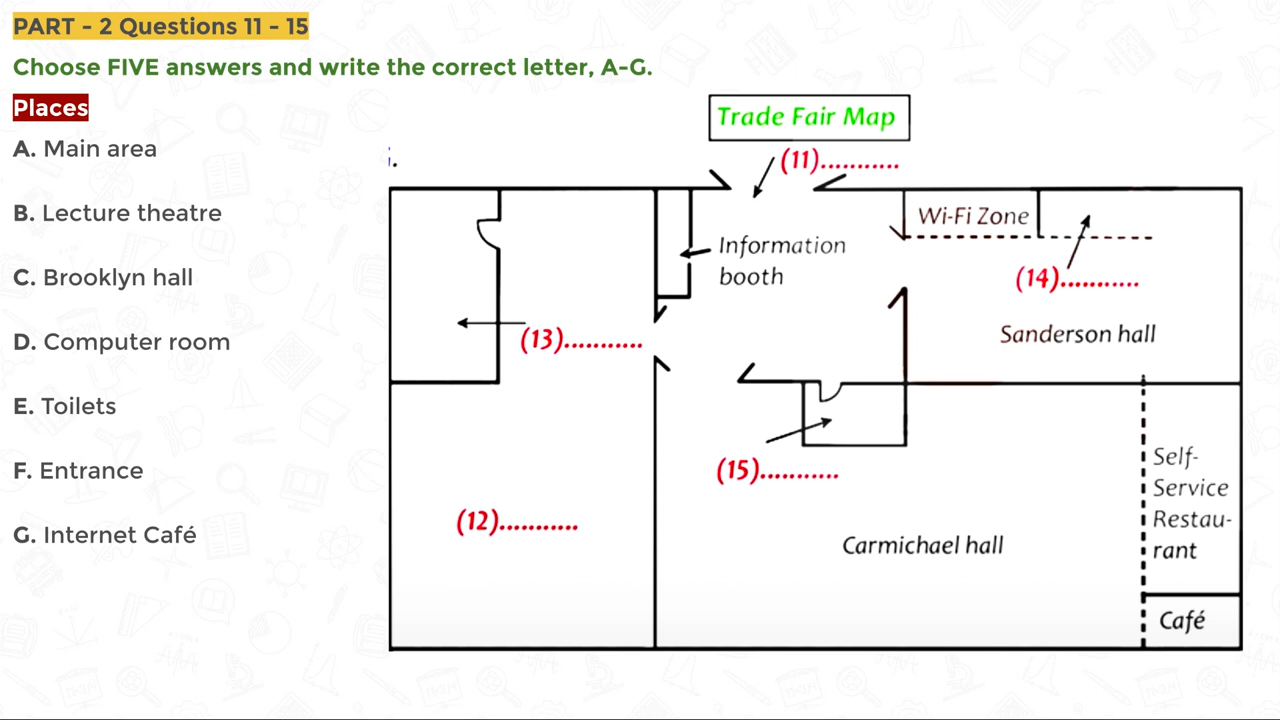 PART - 2 Questions 11 - 15
Choose FIVE answers and write the correct letter, A-G.
Places
A. Main area
B. Lecture theatre
C. Brooklyn hall
D. Computer room
E. Toilets
F. Entrance
G. Internet Café
Trade Fair Map
(11)...........
Wi-Fi Zone
Information
booth
(14)...........
(13)...........
Sanderson hall
(15)...........
(12)...........
Carmichael hall
Self-
Service
Restau-
rant
Café